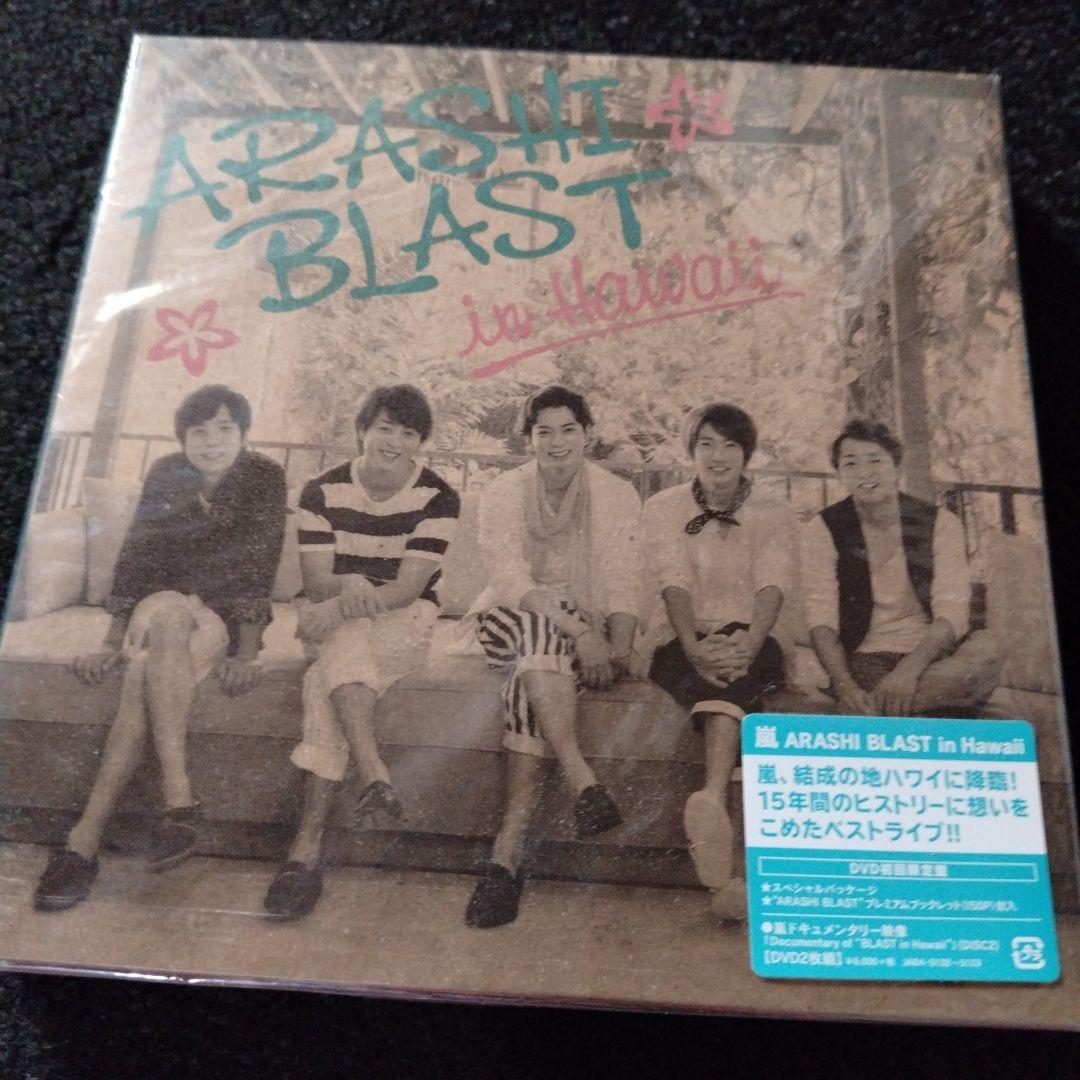 ARASHI
BLAST
in Hawaii
嵐 ARASHI BLAST in Hawaii
嵐、結成の地ハワイに降臨!
15年間のヒストリーに想いを
こめたベストライブ!!
DVD初回限定盤
★スペシャルパッケージ
★"ARASHI BLAST"プレミアムブックレット(150P)封入
●嵐ドキュメンタリー映像
「Documentary of "BLAST in Hawaii"」(DISC2)
【DVD2枚組】 ¥6,000+税
プラ